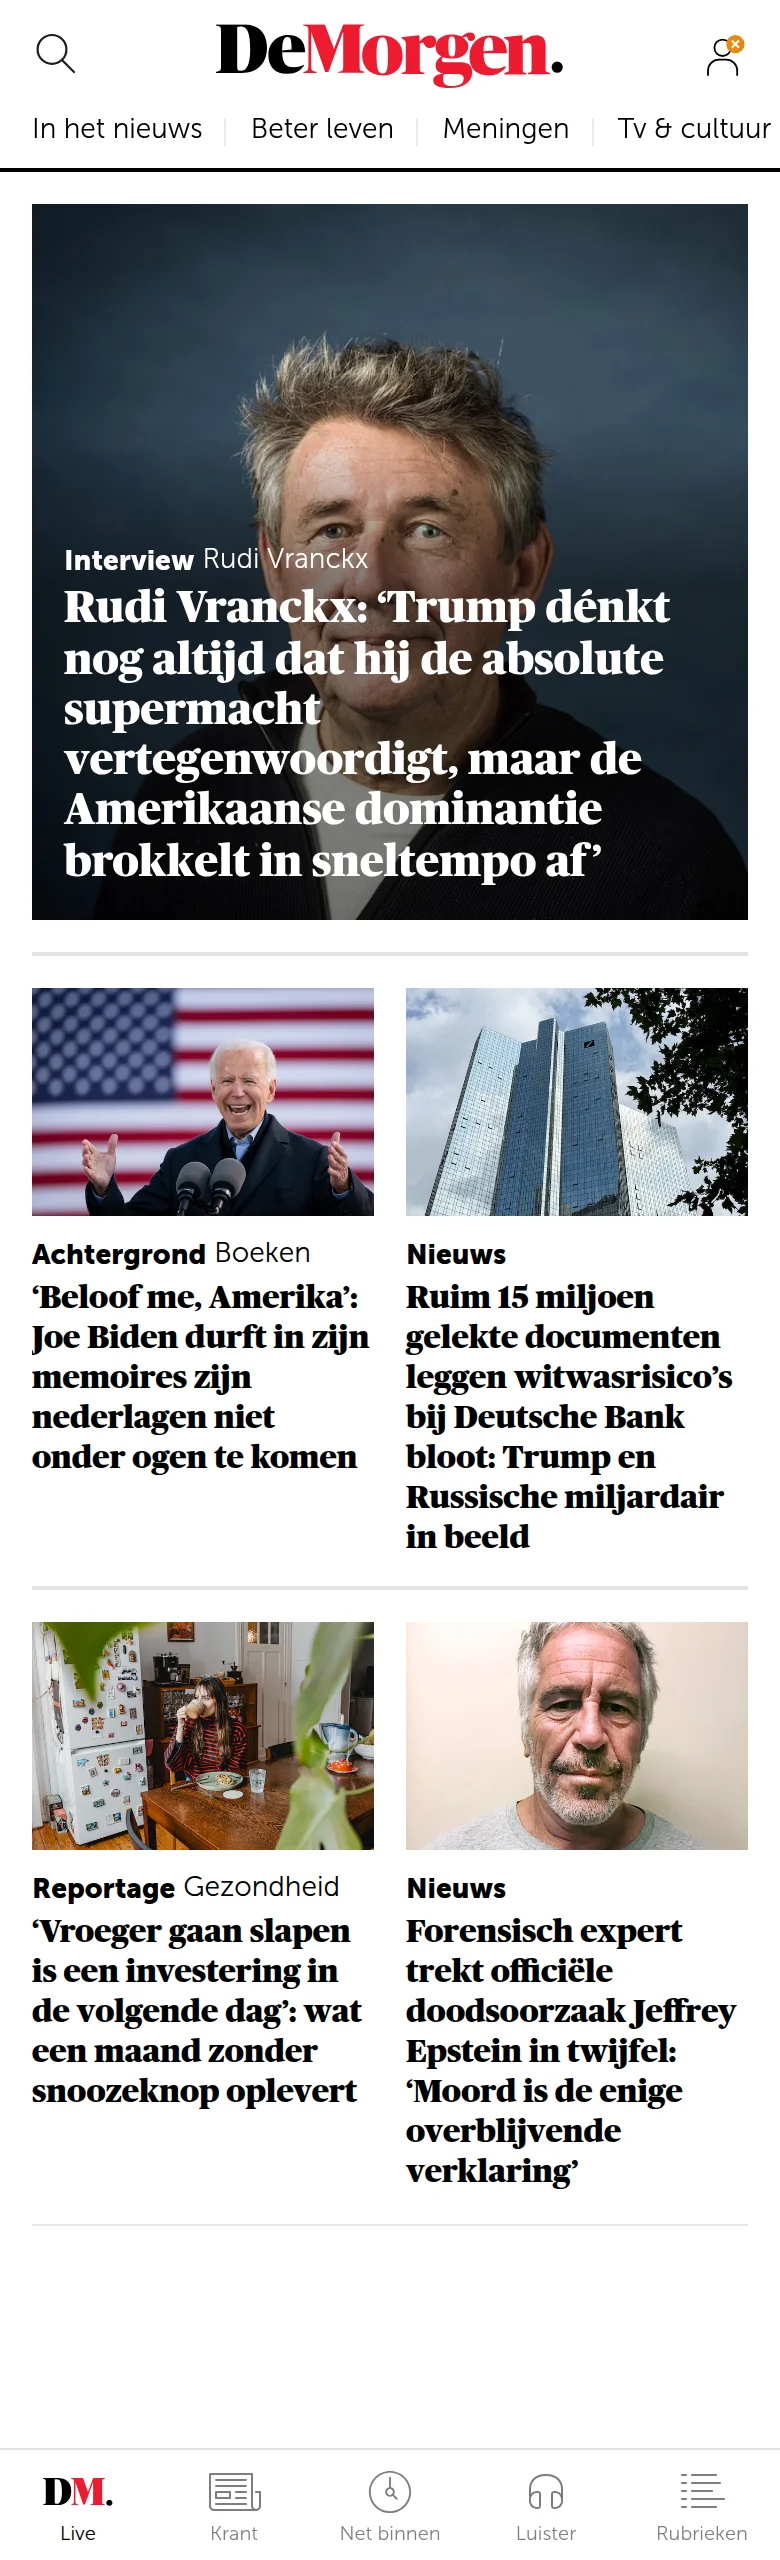 DeMorgen.
In het nieuws
Beter leven
Meningen
Tv & cultuur
Interview Rudi Vranckx
Rudi Vranckx: ‘Trump dénkt
nog altijd dat hij de absolute
supermacht
vertegenwoordigt, maar de
Amerikaanse dominantie
brokkelt in sneltempo af’
Achtergrond Boeken
‘Beloof me, Amerika’:
Joe Biden durft in zijn
memoires zijn
nederlagen niet
onder ogen te komen
Nieuws
Ruim 15 miljoen
gelekte documenten
leggen witwasrisico’s
bij Deutsche Bank
bloot: Trump en
Russische miljardair
in beeld
Reportage Gezondheid
‘Vroeger gaan slapen
is een investering in
de volgende dag’: wat
een maand zonder
snoozeknop oplevert
Nieuws
Forensisch expert
trekt officiële
doodsoorzaak Jeffrey
Epstein in twijfel:
‘Moord is de enige
overblijvende
verklaring’
DM.
Live
Krant
Net binnen
Luister
Rubrieken